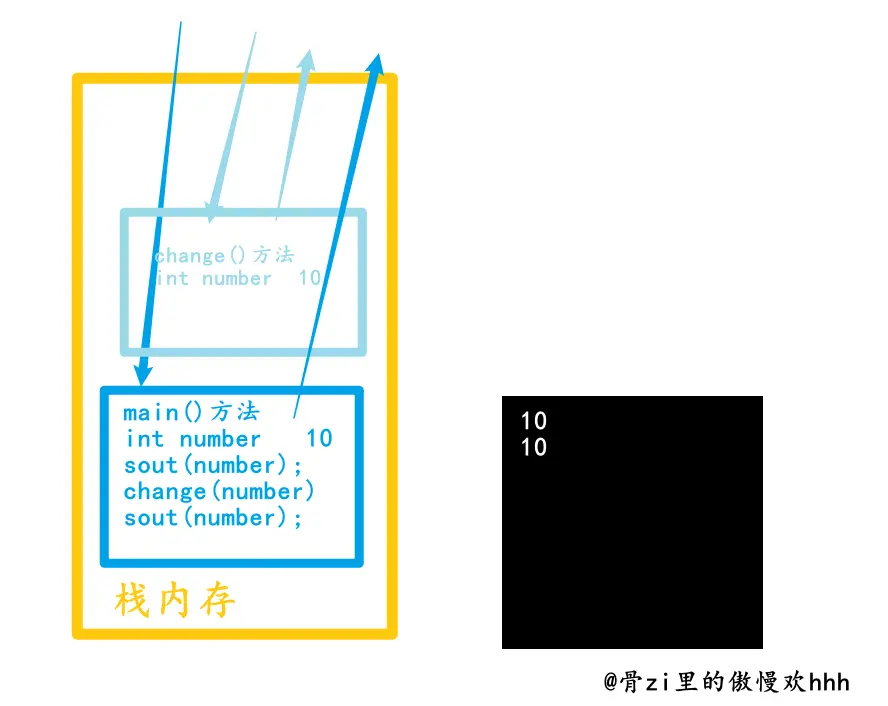 change()方法
int number 10
main()方法
int number 10
sout(number);
change(number)
sout(number);
栈内存
10
10
@骨zi里的傲慢欢hhh